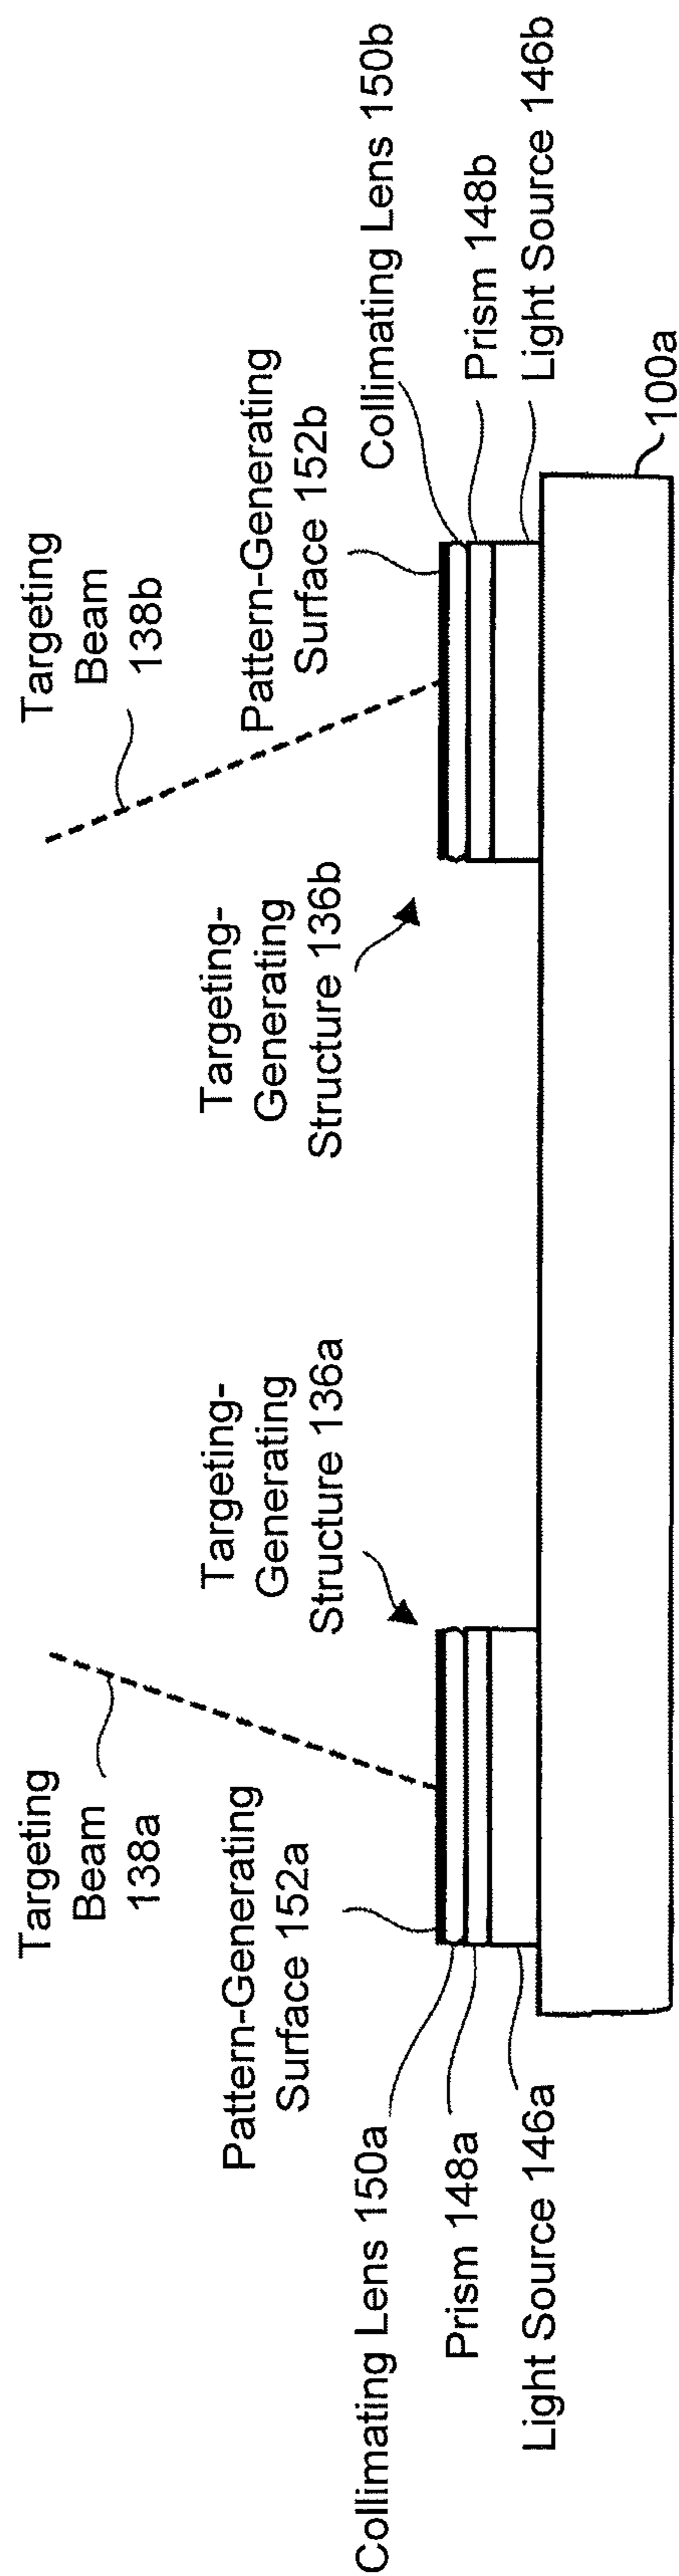 Targeting
Beam
138a
Targeting
Beam
138b
Pattern-Generating
Surface 152a
Targeting-
Generating
Structure 136a
Targeting-
Generating
Structure 136b
Pattern-Generating
Surface 152b
Collimating Lens 150a
Prism 148a
Light Source 146a
Collimating Lens 150b
Prism 148b
Light Source 146b
100a